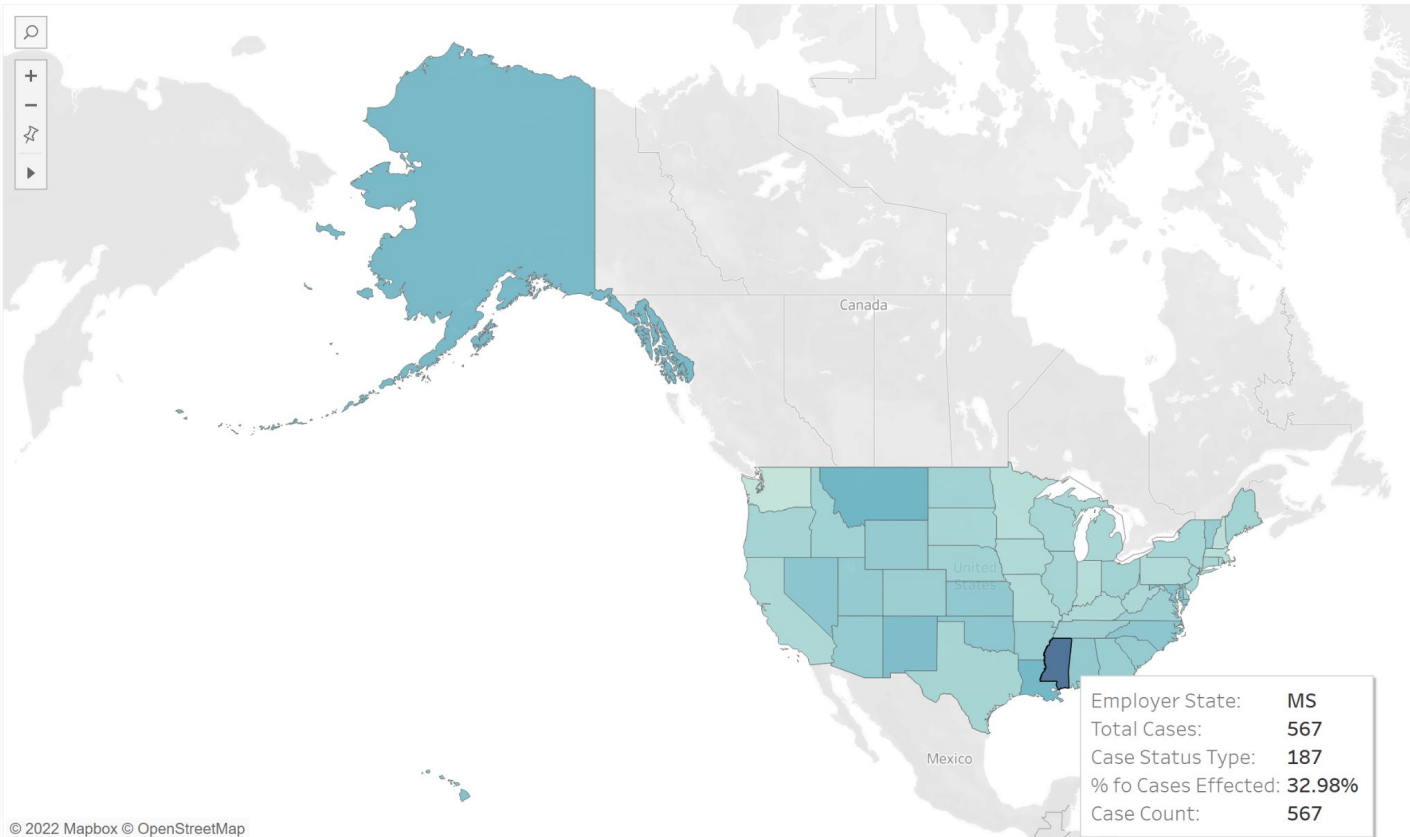 Canada
United
States
Mexico
Employer State: MS
Total Cases: 567
Case Status Type: 187
% fo Cases Effected: 32.98%
Case Count: 567
© 2022 Mapbox © OpenStreetMap